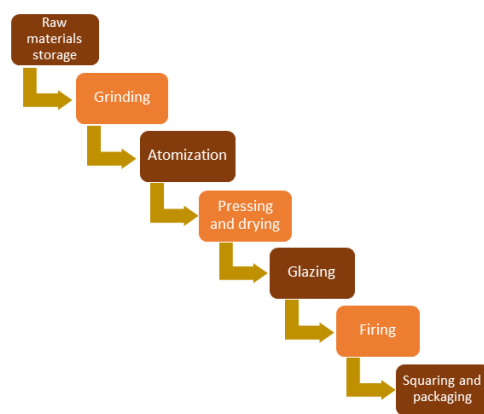 Raw
materials
storage
Grinding
Atomization
Pressing
and drying
Glazing
Firing
Squaring and
packaging